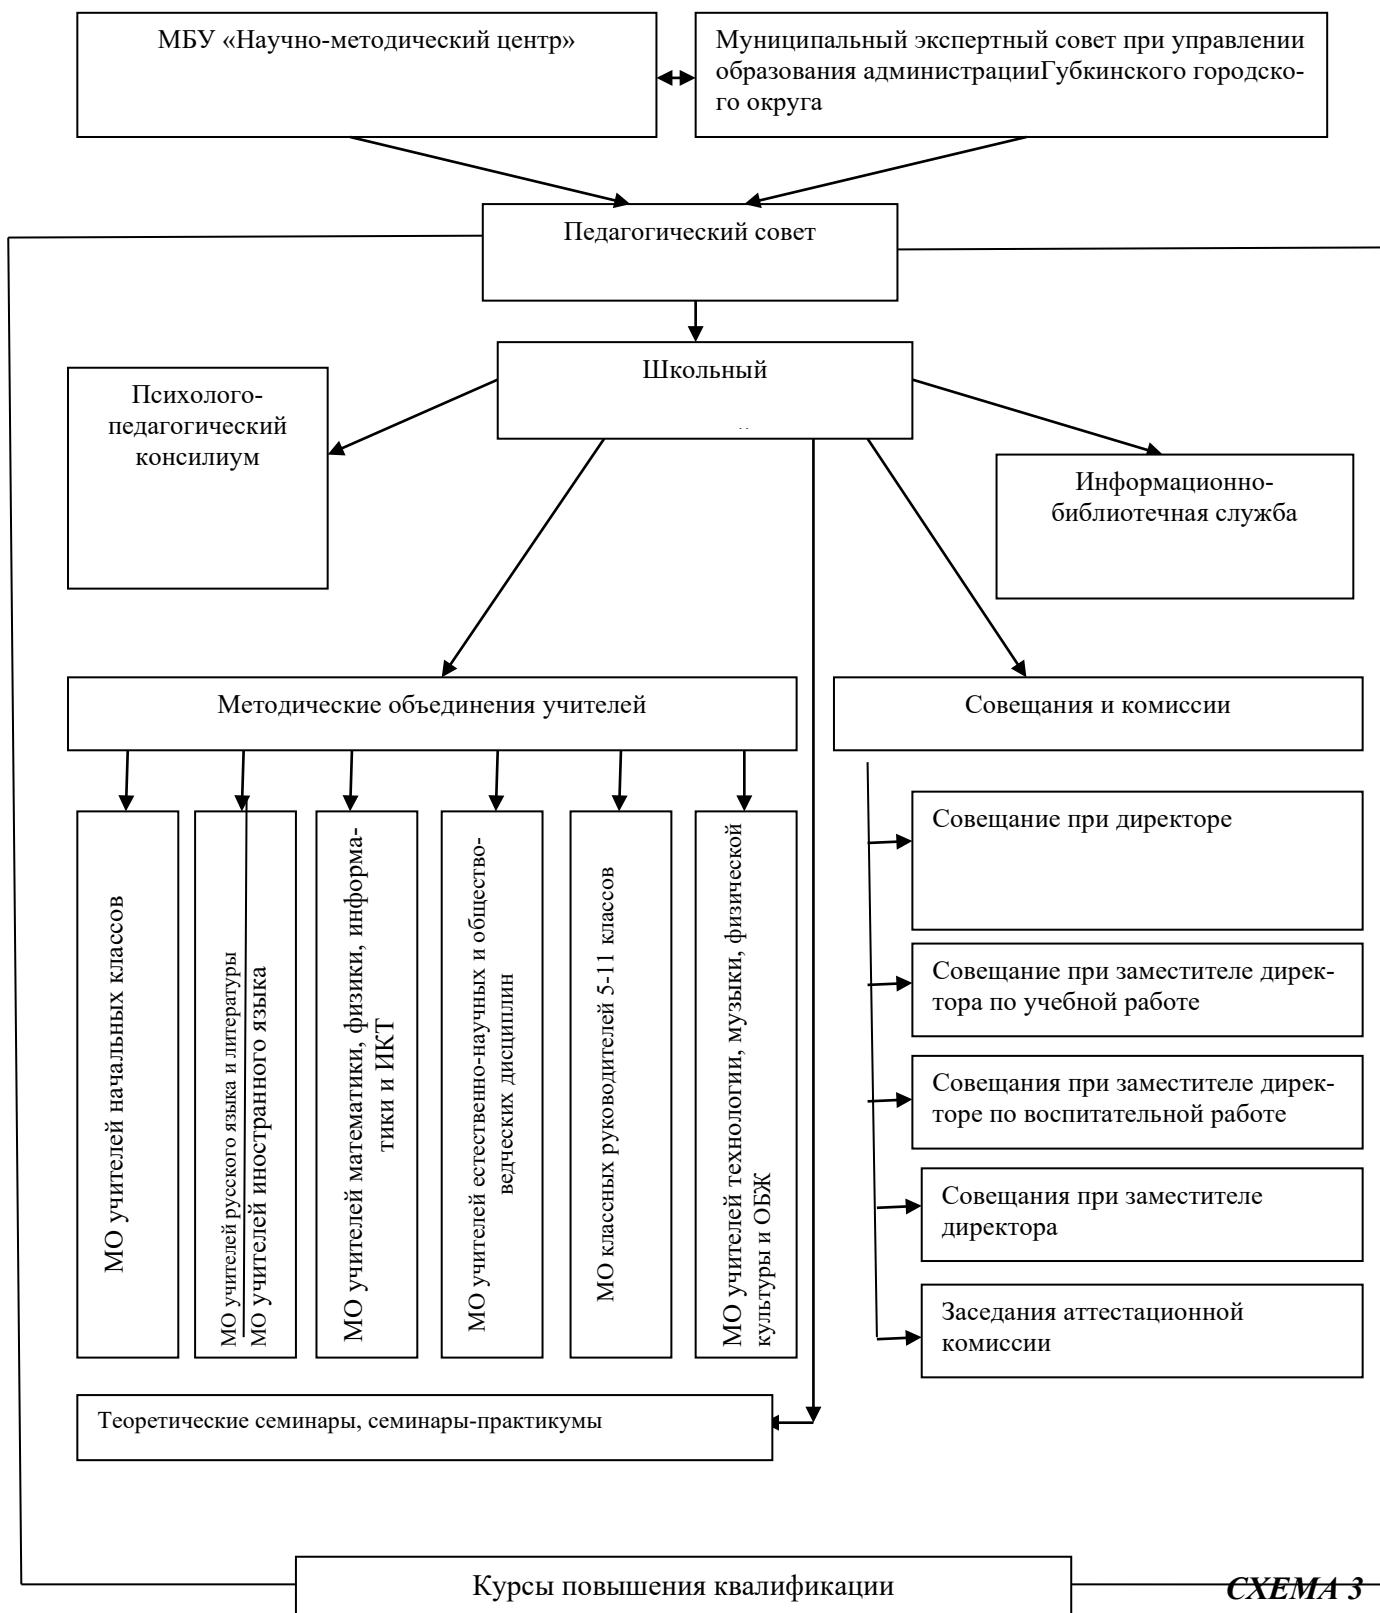 МБУ «Научно-методический центр»
Муниципальный экспертный совет при управлении
образования администрацииГубкинского городско-
го округа
Педагогический совет
Школьный
Психолого-
педагогический
консилиум
Информационно-
библиотечная служба
Методические объединения учителей
Совещания и комиссии
МО учителей начальных классов
МО учителей русского языка и литературы
МО учителей иностранного языка
МО учителей математики, физики, информа-
тики и ИКТ
МО учителей естественно-научных и общество-
ведческих дисциплин
МО классных руководителей 5-11 классов
МО учителей технологии, музыки, физической
культуры и ОБЖ
Совещание при директоре
Совещание при заместителе дирек-
тора по учебной работе
Совещания при заместителе дирек-
торе по воспитательной работе
Совещания при заместителе
директора
Заседания аттестационной
комиссии
Теоретические семинары, семинары-практикумы
Курсы повышения квалификации
СХЕМА 3